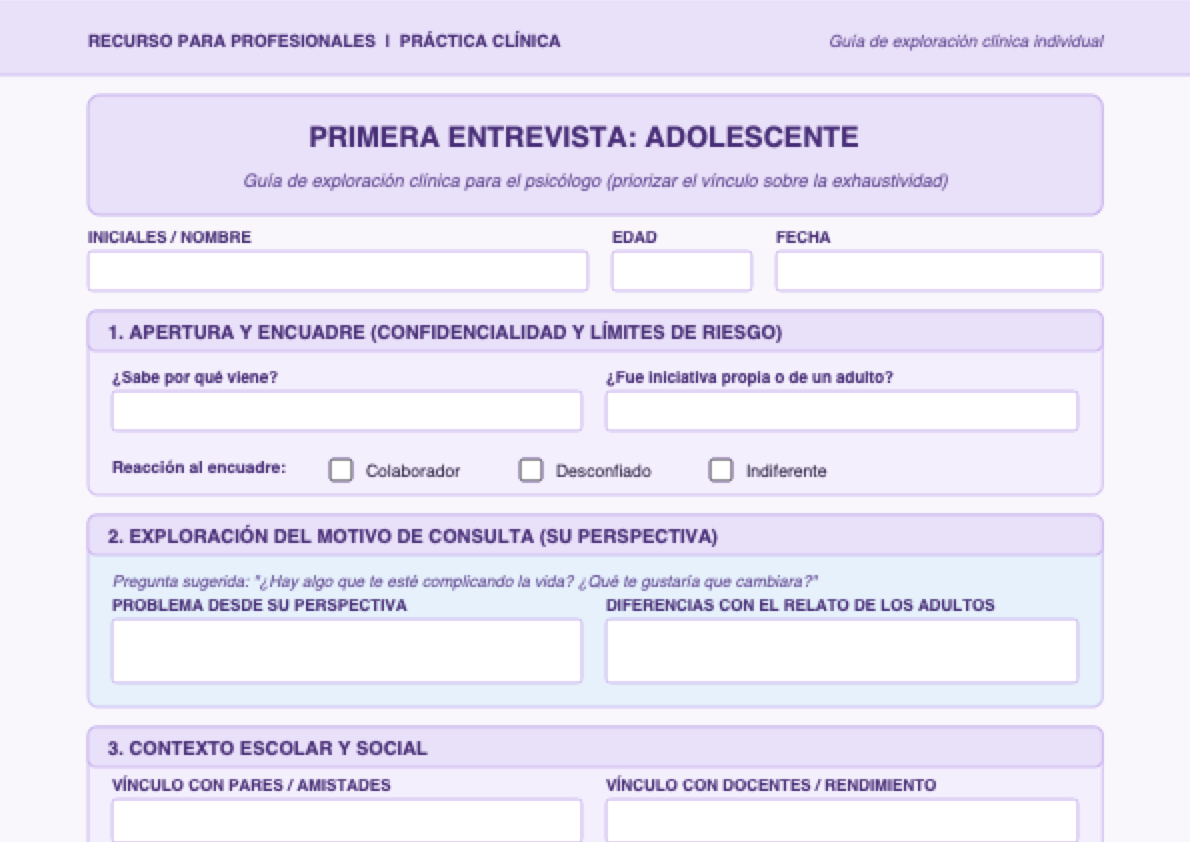 RECURSO PARA PROFESIONALES | PRÁCTICA CLÍNICA
Guía de exploración clínica individual
PRIMERA ENTREVISTA: ADOLESCENTE
Guía de exploración clínica para el psicólogo (priorizar el vínculo sobre la exhaustividad)
INICIALES / NOMBRE
EDAD
FECHA
1. APERTURA Y ENCUADRE (CONFIDENCIALIDAD Y LÍMITES DE RIESGO)
¿Sabe por qué viene?
¿Fue iniciativa propia o de un adulto?
Reacción al encuadre:
Colaborador
Desconfiado
Indiferente
2. EXPLORACIÓN DEL MOTIVO DE CONSULTA (SU PERSPECTIVA)
Pregunta sugerida: "¿Hay algo que te esté complicando la vida? ¿Qué te gustaría que cambiara?"
PROBLEMA DESDE SU PERSPECTIVA
DIFERENCIAS CON EL RELATO DE LOS ADULTOS
3. CONTEXTO ESCOLAR Y SOCIAL
VÍNCULO CON PARES / AMISTADES
VÍNCULO CON DOCENTES / RENDIMIENTO